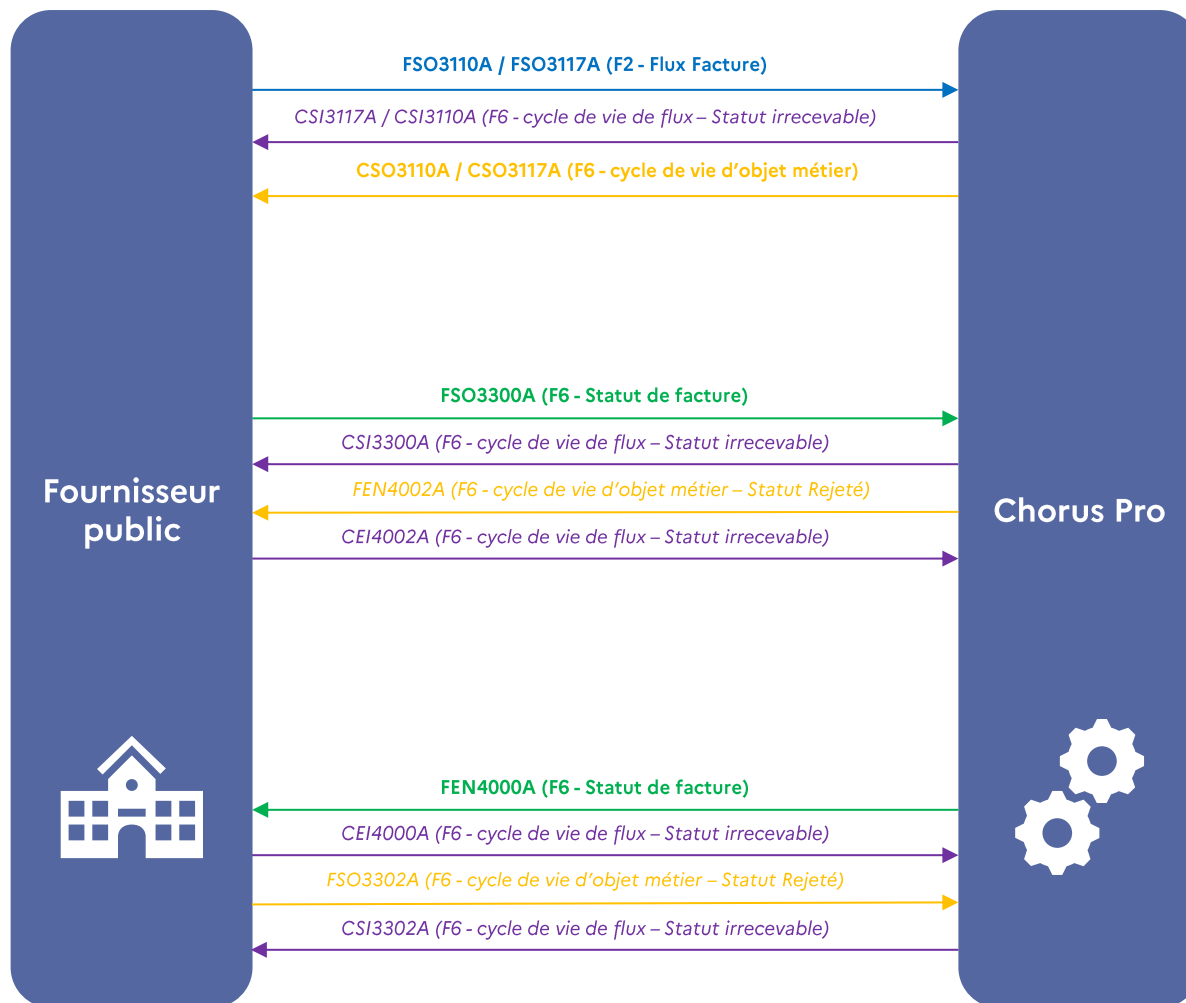 FSO3110A / FSO3117A (F2 - Flux Facture)
CSI3117A / CSI3110A (F6 - cycle de vie de flux – Statut irrecevable)
CSO3110A / CSO3117A (F6 - cycle de vie d’objet métier)
FSO3300A (F6 - Statut de facture)
CSI3300A (F6 - cycle de vie de flux – Statut irrecevable)
FEN4002A (F6 - cycle de vie d’objet métier – Statut Rejeté)
CEI4002A (F6 - cycle de vie de flux – Statut irrecevable)
Fournisseur
public
Chorus Pro
FEN4000A (F6 - Statut de facture)
CEI4000A (F6 - cycle de vie de flux – Statut irrecevable)
FSO3302A (F6 - cycle de vie d’objet métier – Statut Rejeté)
CSI3302A (F6 - cycle de vie de flux – Statut irrecevable)